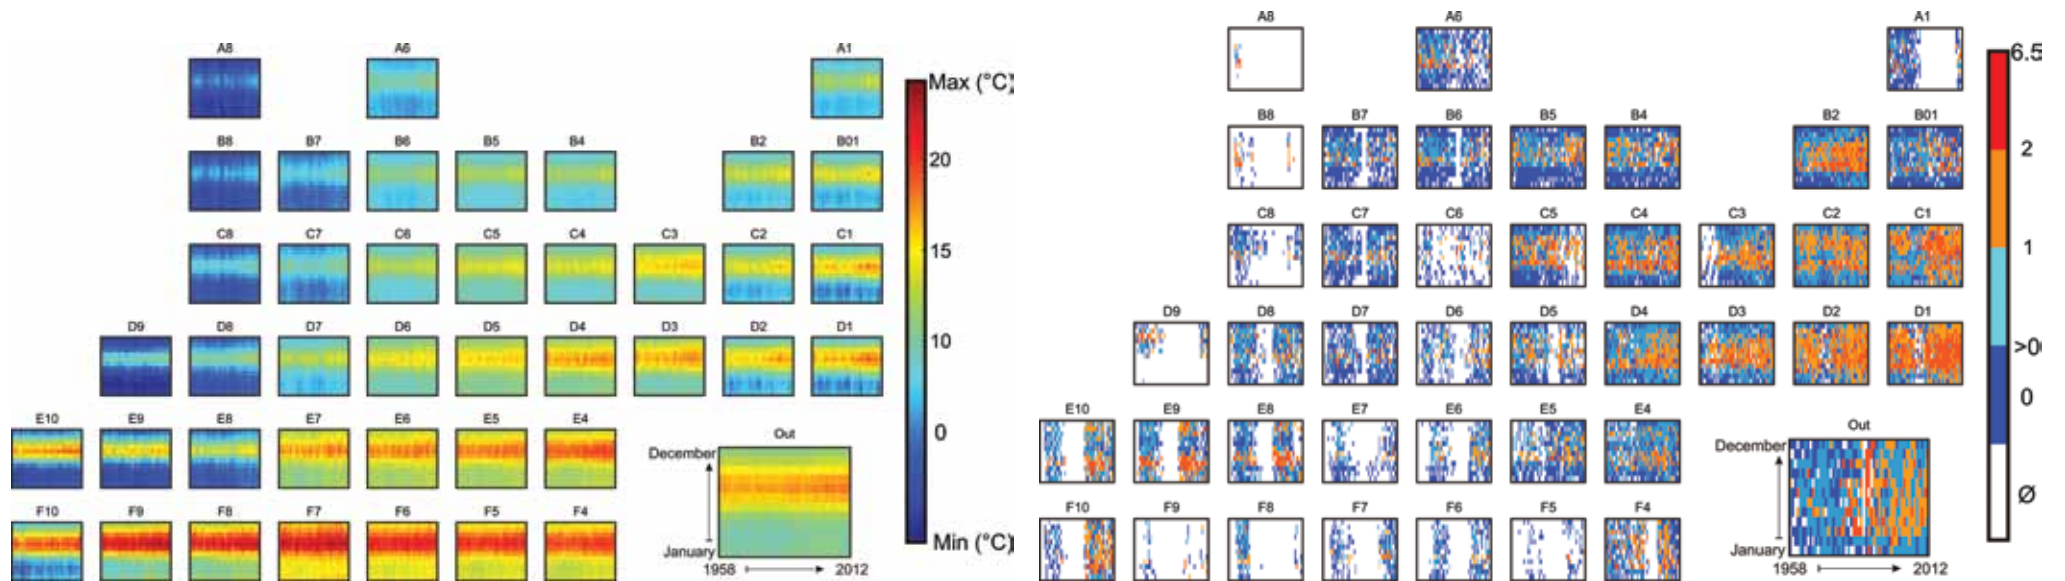 A8 A6 A1
Max (°C)
B8 B7 B6 B5 B4 B2 B01
20
C8 C7 C6 C5 C4 C3 C2 C1
15
D9 D8 D7 D6 D5 D4 D3 D2 D1
10
E10 E9 E8 E7 E6 E5 E4
Out
0
December
F10 F9 F8 F7 F6 F5 F4
January
Min (°C)
1958 2012
A8 A6 A1
6.5
B8 B7 B6 B5 B4 B2 B01
2
C8 C7 C6 C5 C4 C3 C2 C1
1
D9 D8 D7 D6 D5 D4 D3 D2 D1
>0
0
E10 E9 E8 E7 E6 E5 E4
Out
December
Ø
F10 F9 F8 F7 F6 F5 F4
January
1958 2012